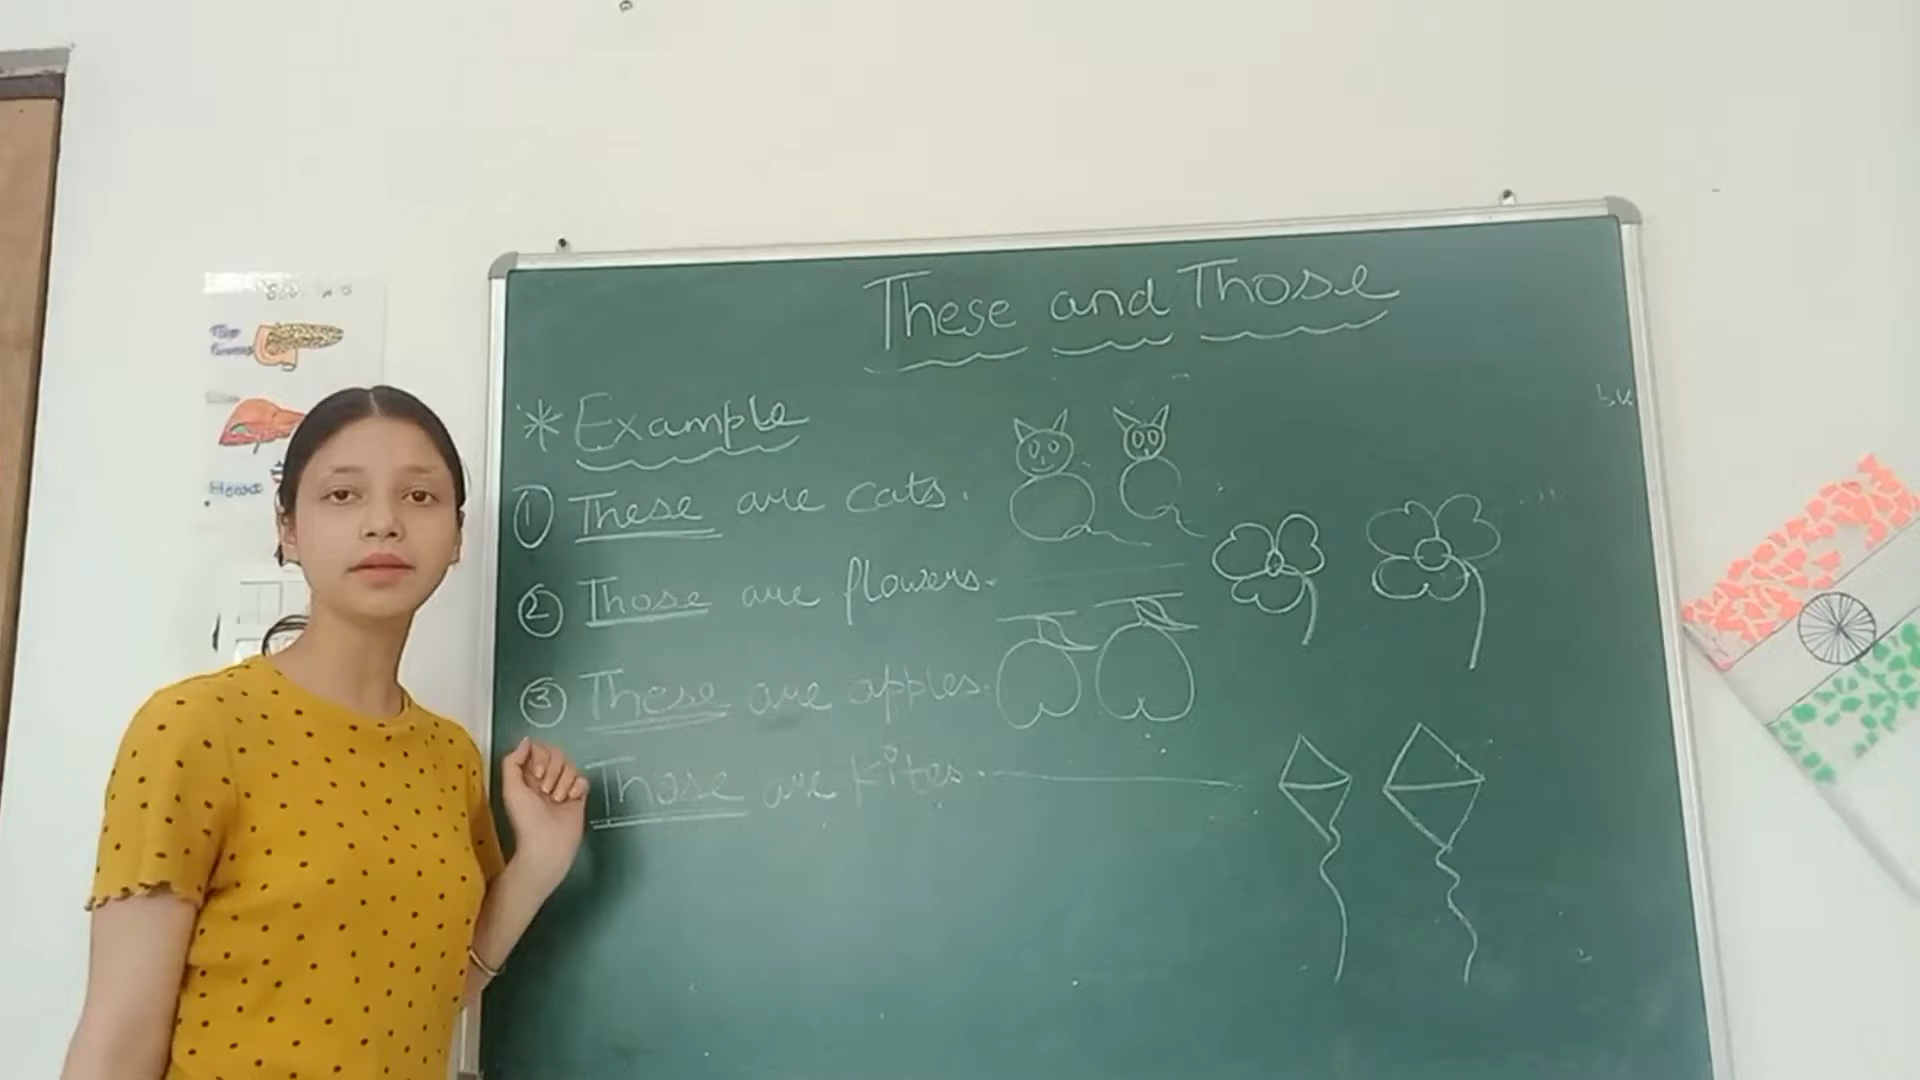 These and Those
* Example
① These are cats.
② Those are flowers.
③ These are apples.
Those are kites.
Heart